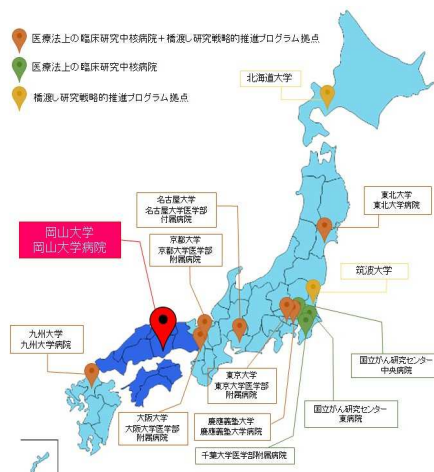 医療法上の臨床研究中核病院＋橋渡し研究戦略的推進プログラム拠点
医療法上の臨床研究中核病院
橋渡し研究戦略的推進プログラム拠点
北海道大学
東北大学
東北大学病院
名古屋大学
名古屋大学医学部
付属病院
岡山大学
岡山大学病院
京都大学
京都大学医学部
附属病院
筑波大学
九州大学
九州大学病院
国立がん研究センター
中央病院
東京大学
東京大学医学部
附属病院
国立がん研究センター
東病院
大阪大学
大阪大学医学部
附属病院
慶應義塾大学
慶應義塾大学病院
千葉大学医学部附属病院